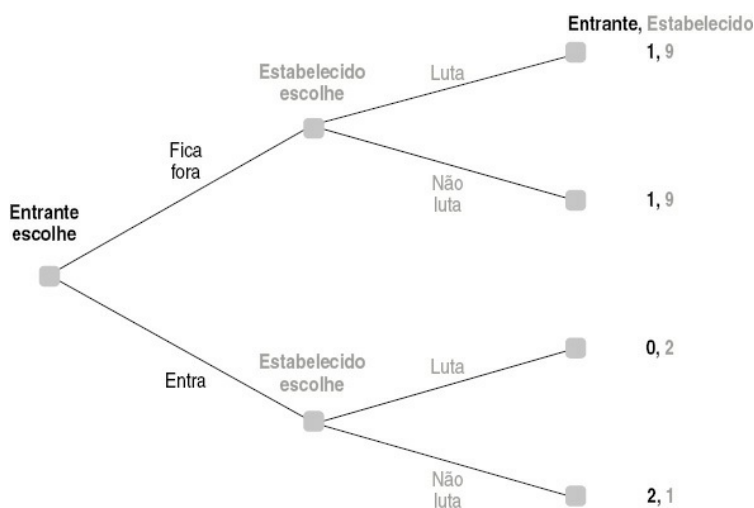 Entrante, Estabelecido
1, 9
Luta
Estabelecido
escolhe
Fica
fora
Não
luta
1, 9
Entrante
escolhe
Entra
Estabelecido
escolhe
Luta
0, 2
Não
luta
2, 1